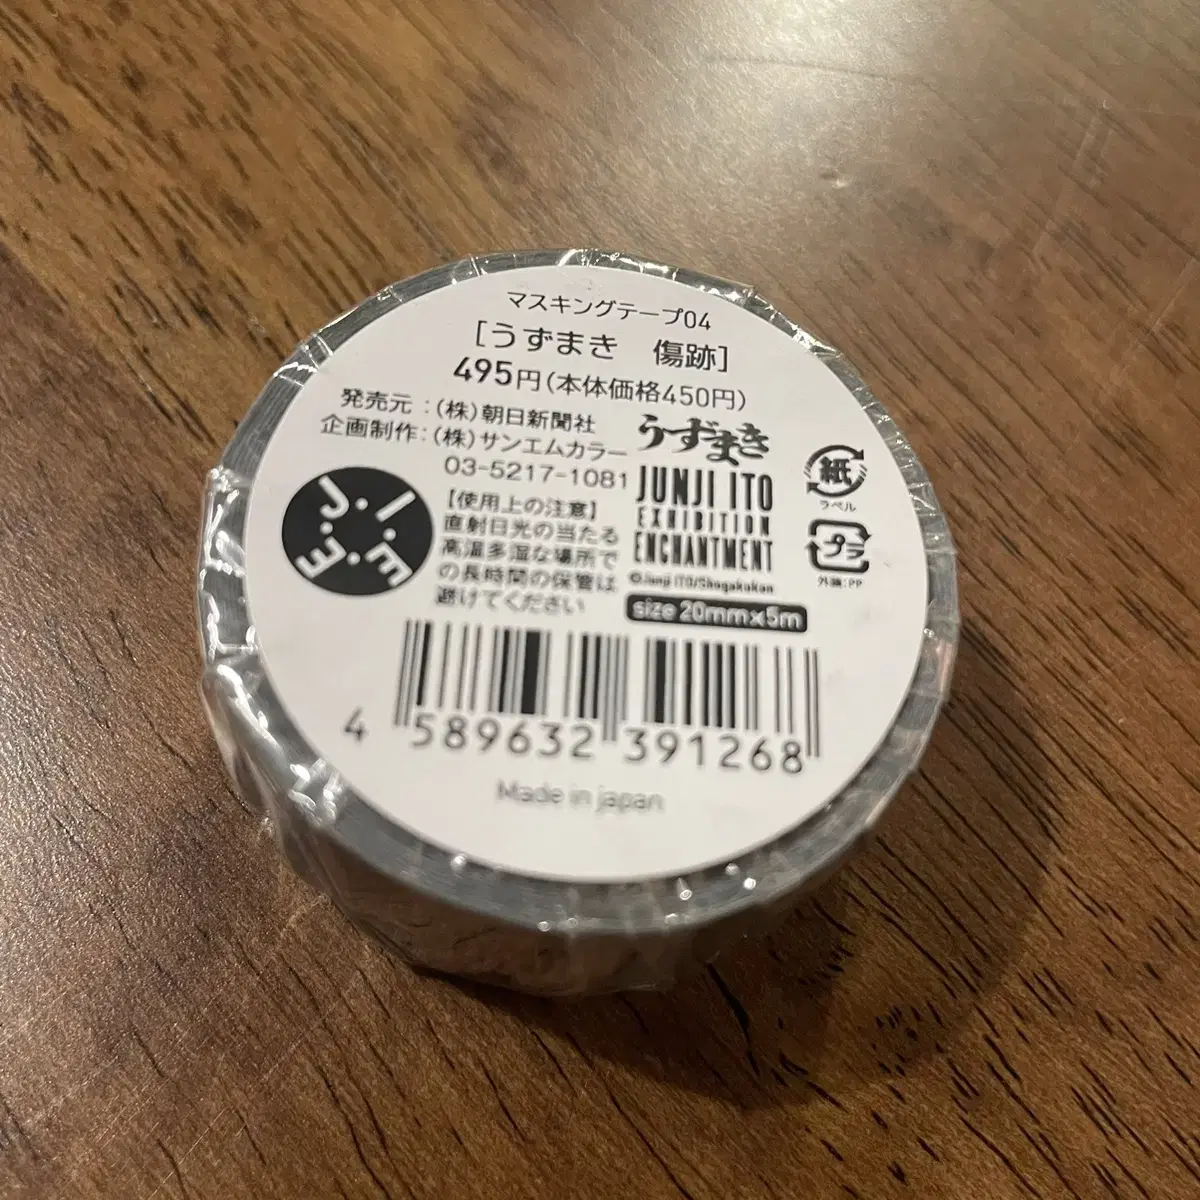 マスキングテープ04
[うずまき　傷跡]
495円(本体価格450円)
発売元：(株)朝日新聞社
企画制作：(株)サンエムカラー
03-5217-1081
J・I・E・E
【使用上の注意】
直射日光の当たる
高温多湿な場所で
の長時間の保管は
避けてください
うずまき
JUNJI ITO
EXHIBITION
ENCHANTMENT
©Junji ITO/Shogakukan
size 20mm×5m
紙
ラベル
プラ
外装:PP
4 589632 391268
Made in japan